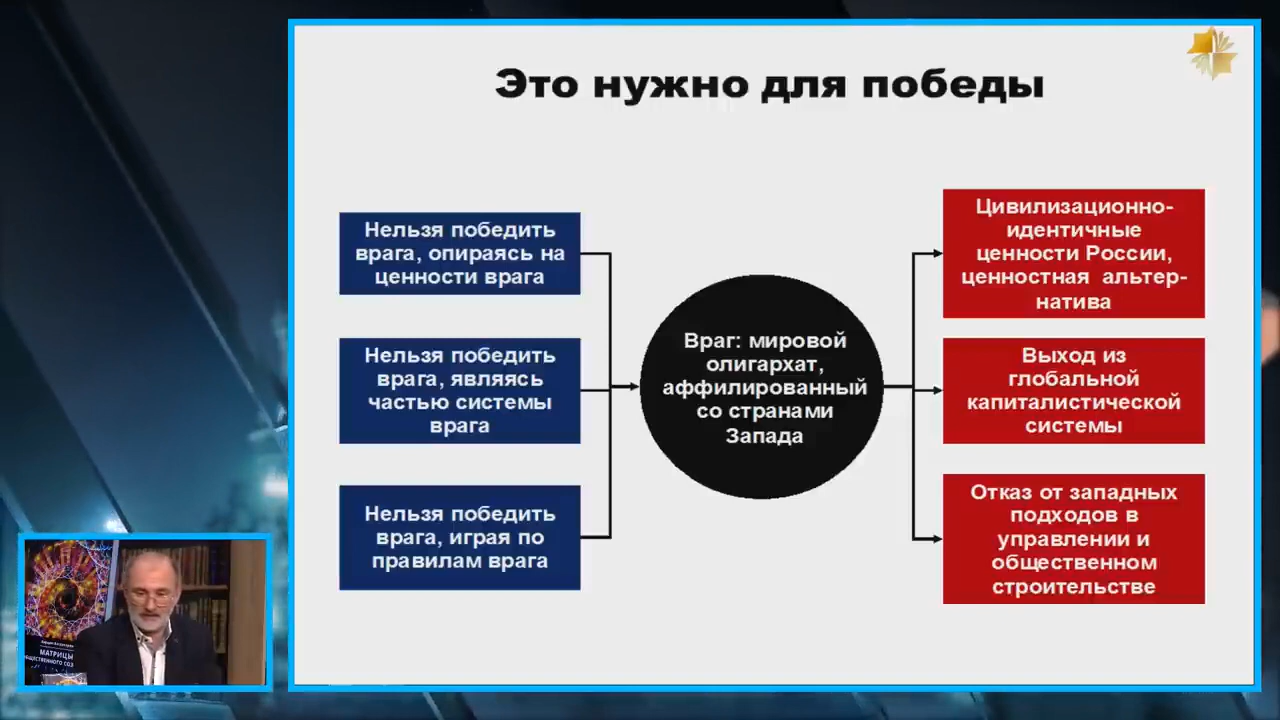 Это нужно для победы
Нельзя победить
врага, опираясь на
ценности врага
Нельзя победить
врага, являясь
частью системы
врага
Нельзя победить
врага, играя по
правилам врага
Враг: мировой
олигархат,
аффилированный
со странами
Запада
Цивилизационно-
идентичные
ценности России,
ценностная альтер-
натива
Выход из
глобальной
капиталистической
системы
Отказ от западных
подходов в
управлении и
общественном
строительстве
МАТРИЦЫ